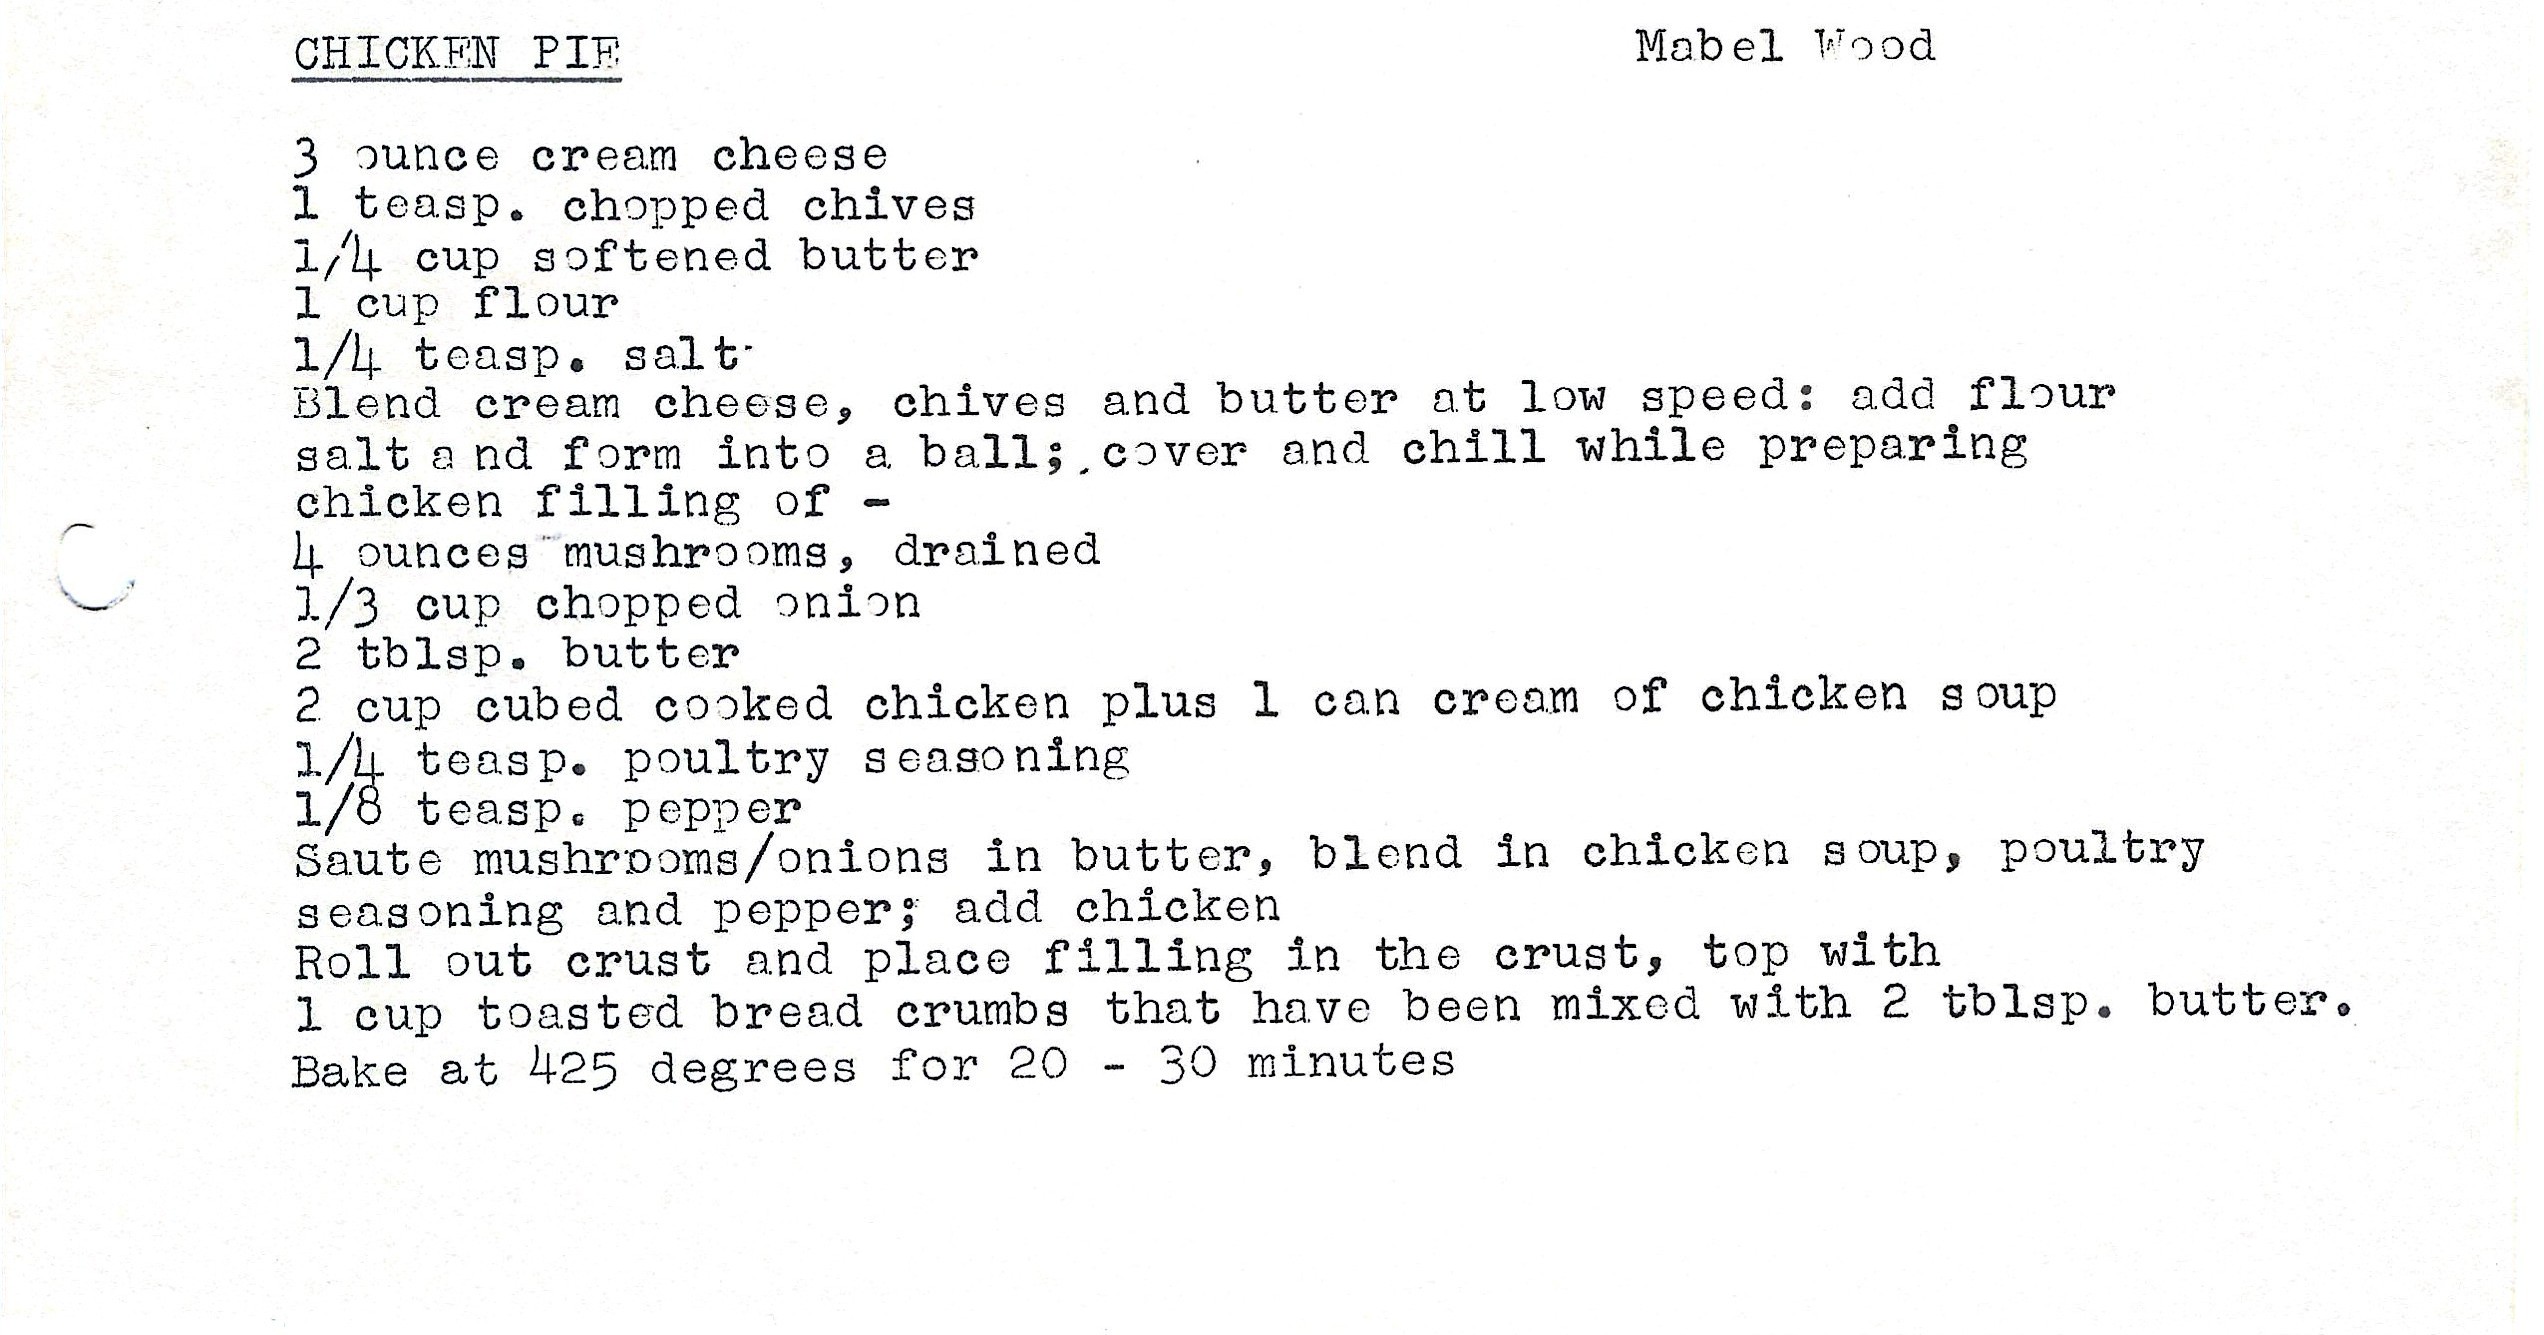 CHICKEN PIE Mabel Wood
3 ounce cream cheese
1 teasp. chopped chives
1/4 cup softened butter
1 cup flour
1/4 teasp. salt
Blend cream cheese, chives and butter at low speed: add flour
salt and form into a ball; cover and chill while preparing
chicken filling of -
4 ounces mushrooms, drained
1/3 cup chopped onion
2 tblsp. butter
2 cup cubed cooked chicken plus 1 can cream of chicken soup
1/4 teasp. poultry seasoning
1/8 teasp. pepper
Saute mushrooms/onions in butter, blend in chicken soup, poultry
seasoning and pepper; add chicken
Roll out crust and place filling in the crust, top with
1 cup toasted bread crumbs that have been mixed with 2 tblsp. butter.
Bake at 425 degrees for 20 - 30 minutes